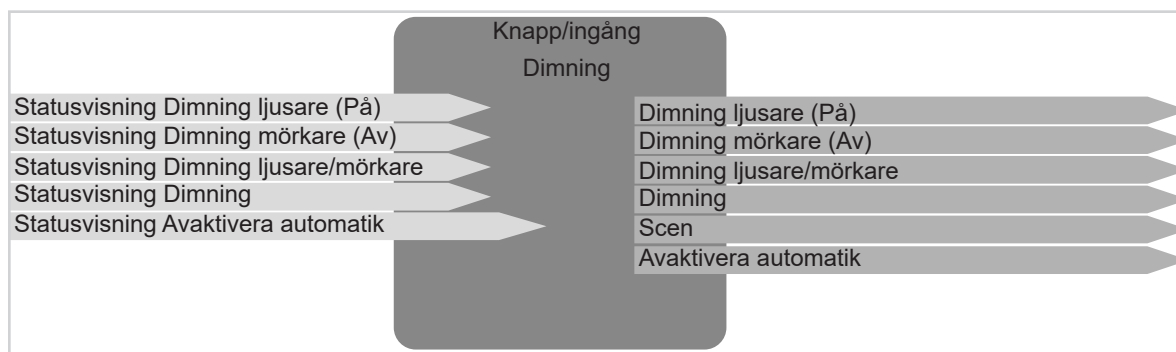 Knapp/ingång
Dimning
Statusvisning Dimning ljusare (På)
Statusvisning Dimning mörkare (Av)
Statusvisning Dimning ljusare/mörkare
Statusvisning Dimning
Statusvisning Avaktivera automatik
Dimning ljusare (På)
Dimning mörkare (Av)
Dimning ljusare/mörkare
Dimning
Scen
Avaktivera automatik